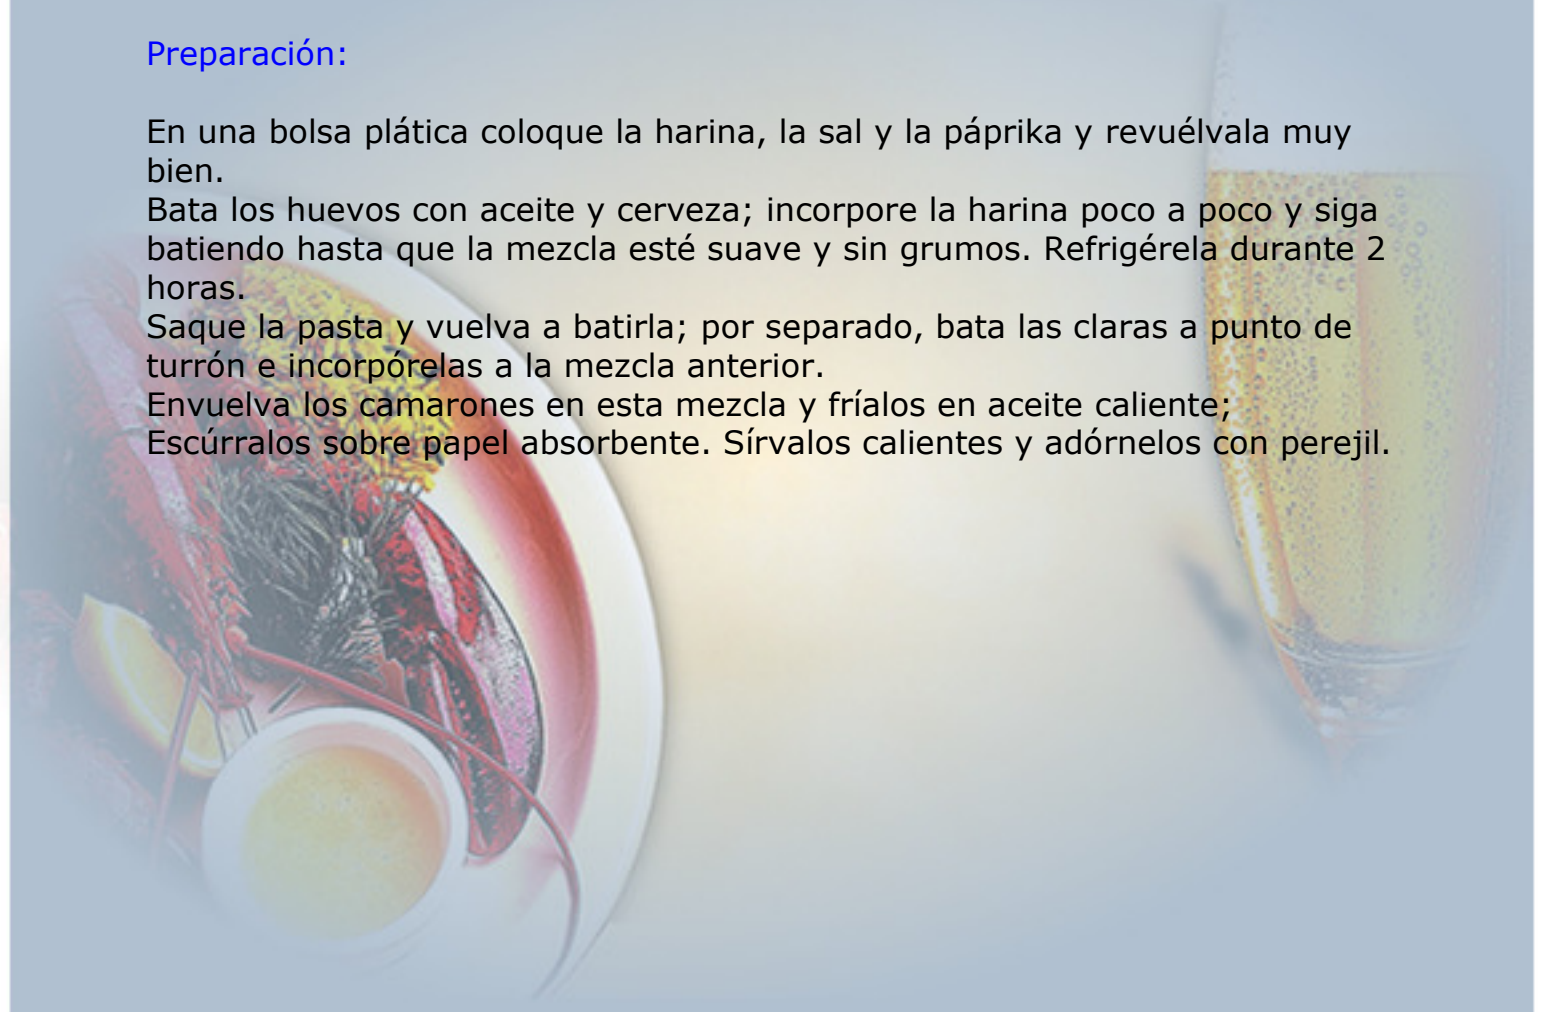 Preparación:
En una bolsa plática coloque la harina, la sal y la páprika y revuélvala muy
bien.
Bata los huevos con aceite y cerveza; incorpore la harina poco a poco y siga
batiendo hasta que la mezcla esté suave y sin grumos. Refrigérela durante 2
horas.
Saque la pasta y vuelva a batirla; por separado, bata las claras a punto de
turrón e incorpórelas a la mezcla anterior.
Envuelva los camarones en esta mezcla y fríalos en aceite caliente;
Escúrralos sobre papel absorbente. Sírvalos calientes y adórnelos con perejil.